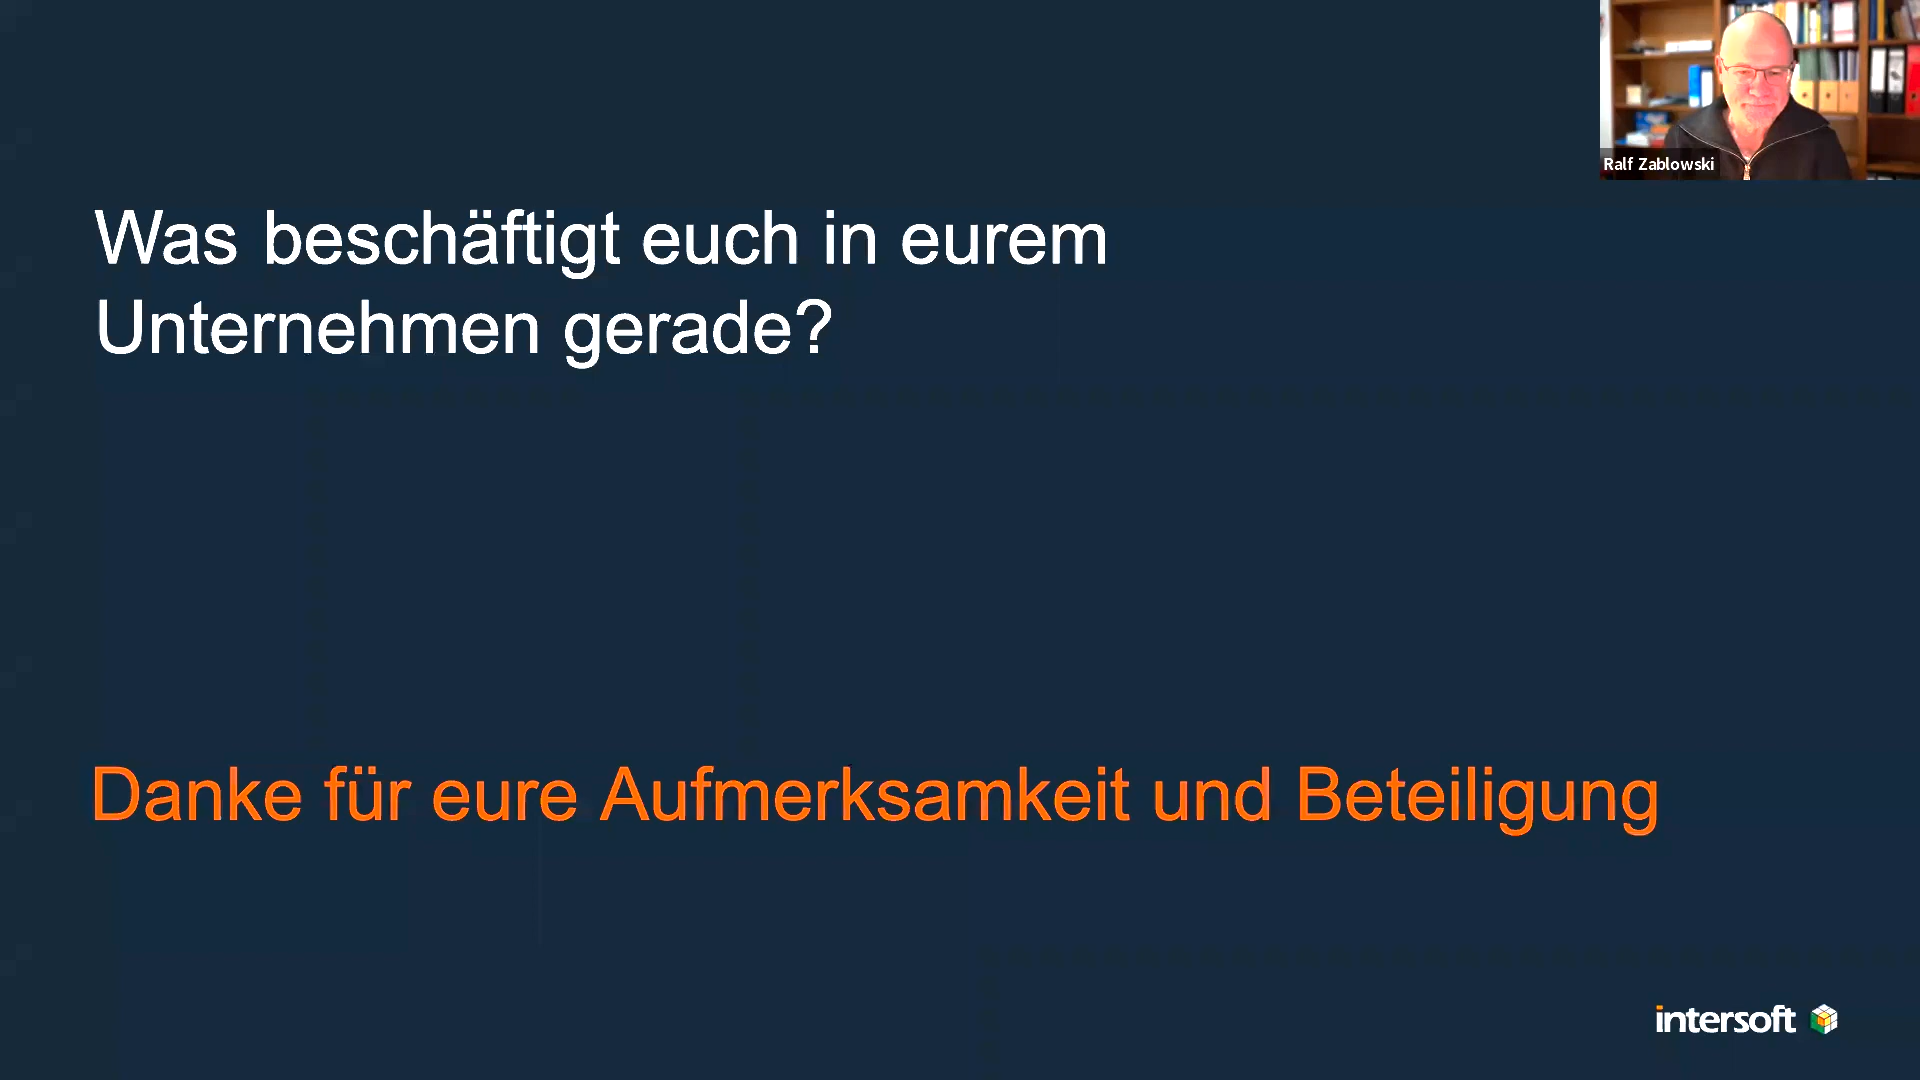 Ralf Zablowski
Was beschäftigt euch in eurem
Unternehmen gerade?
Danke für eure Aufmerksamkeit und Beteiligung
intersoft